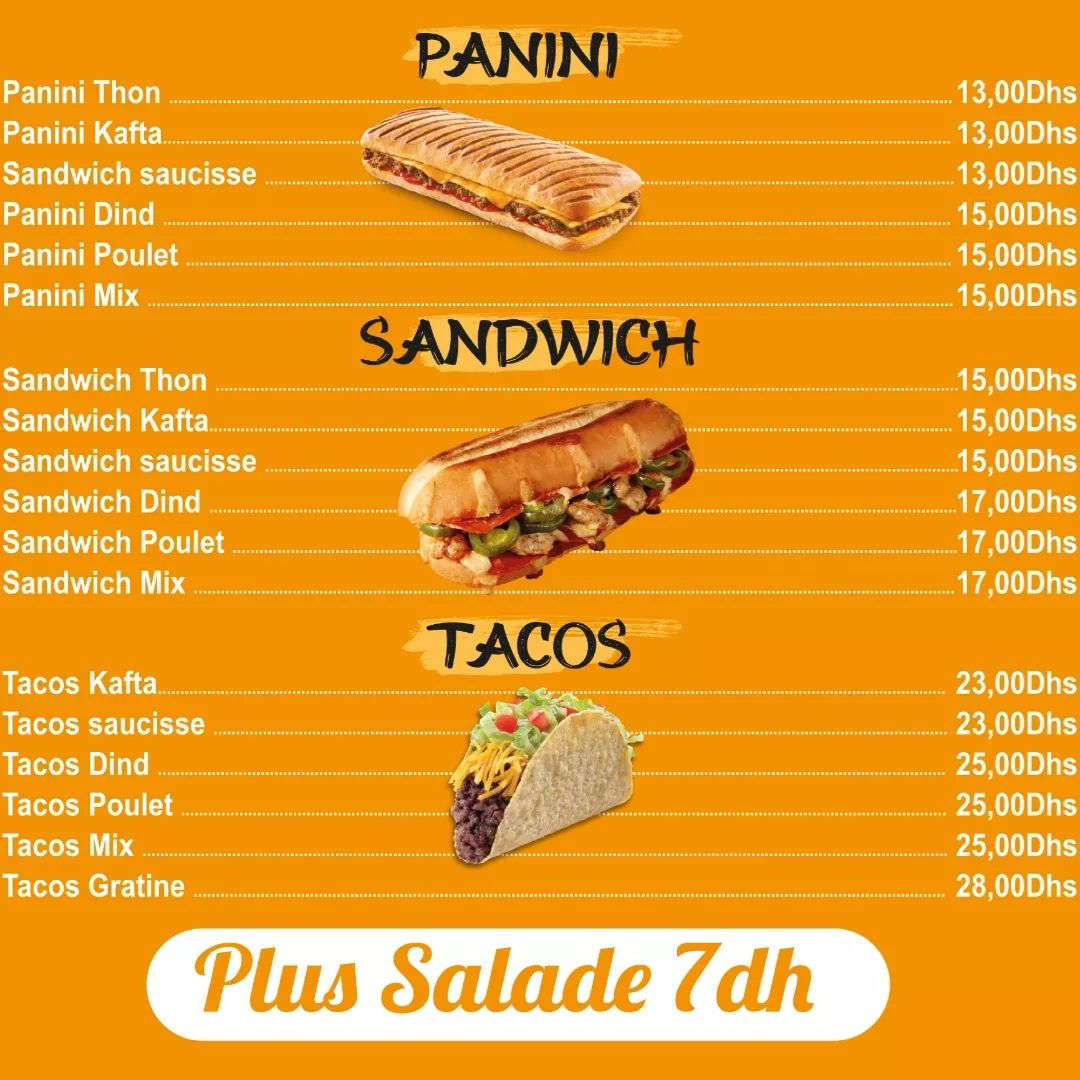 PANINI
Panini Thon 13,00Dhs
Panini Kafta 13,00Dhs
Sandwich saucisse 13,00Dhs
Panini Dind 15,00Dhs
Panini Poulet 15,00Dhs
Panini Mix 15,00Dhs
SANDWICH
Sandwich Thon 15,00Dhs
Sandwich Kafta 15,00Dhs
Sandwich saucisse 15,00Dhs
Sandwich Dind 17,00Dhs
Sandwich Poulet 17,00Dhs
Sandwich Mix 17,00Dhs
TACOS
Tacos Kafta 23,00Dhs
Tacos saucisse 23,00Dhs
Tacos Dind 25,00Dhs
Tacos Poulet 25,00Dhs
Tacos Mix 25,00Dhs
Tacos Gratine 28,00Dhs
Plus Salade 7dh